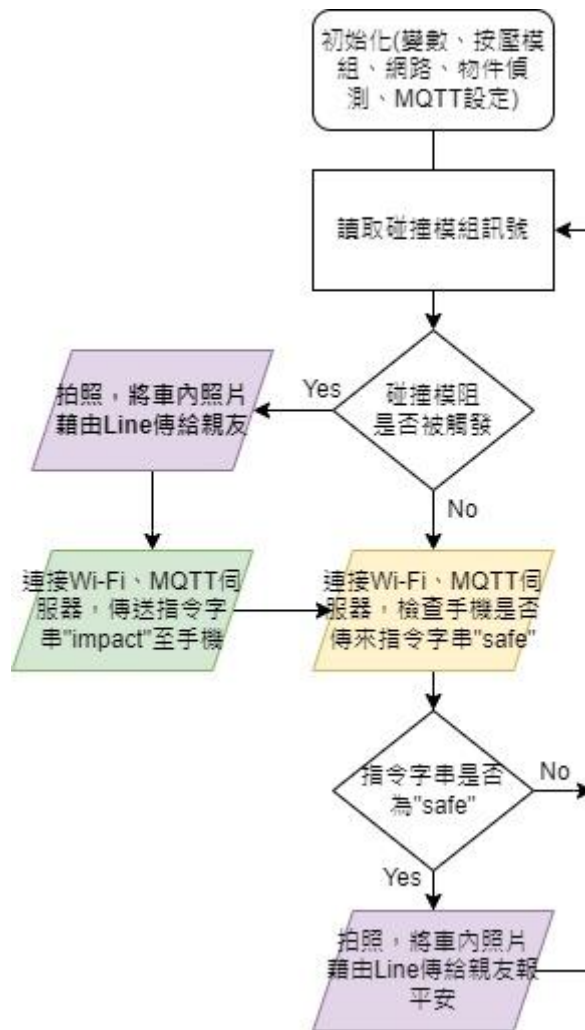 初始化(變數、按壓模
組、網路、物件偵
測、MQTT設定)
讀取碰撞模組訊號
碰撞模阻
是否被觸發
Yes
拍照，將車內照片
藉由Line傳給親友
No
連接Wi-Fi、MQTT伺
服器，傳送指令字
串"impact"至手機
連接Wi-Fi、MQTT伺
服器，檢查手機是否
傳來指令字串"safe"
指令字串是否
為"safe"
No
Yes
拍照，將車內照片
藉由Line傳給親友報
平安